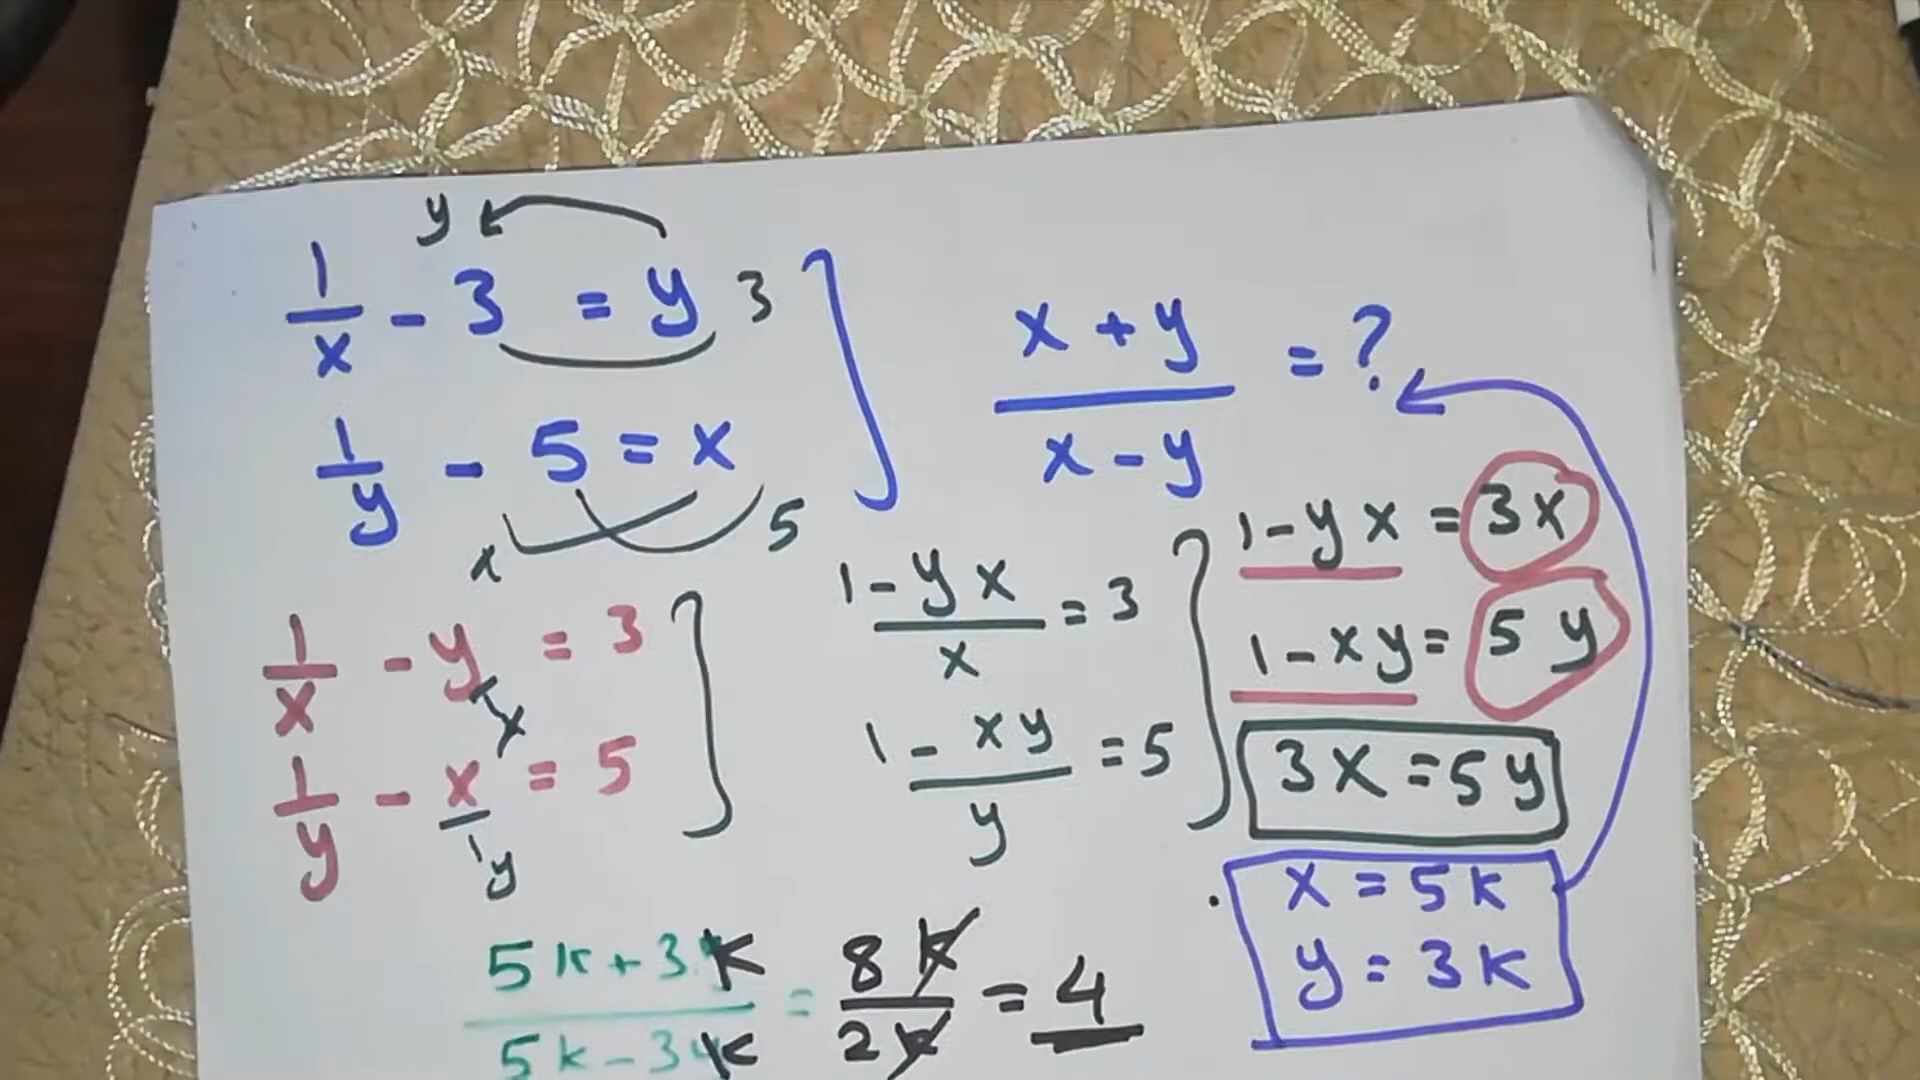 y
1/x - 3 = y 3
1/y - 5 = x
x 5
x + y / x - y = ?
1/x - y = 3
x
1/y - x = 5
1 y
1 - yx / x = 3
1 - xy / y = 5
1 - yx = 3x
1 - xy = 5y
3x = 5y
x = 5k
y = 3k
5k + 3k / 5k - 3k = 8k / 2k = 4